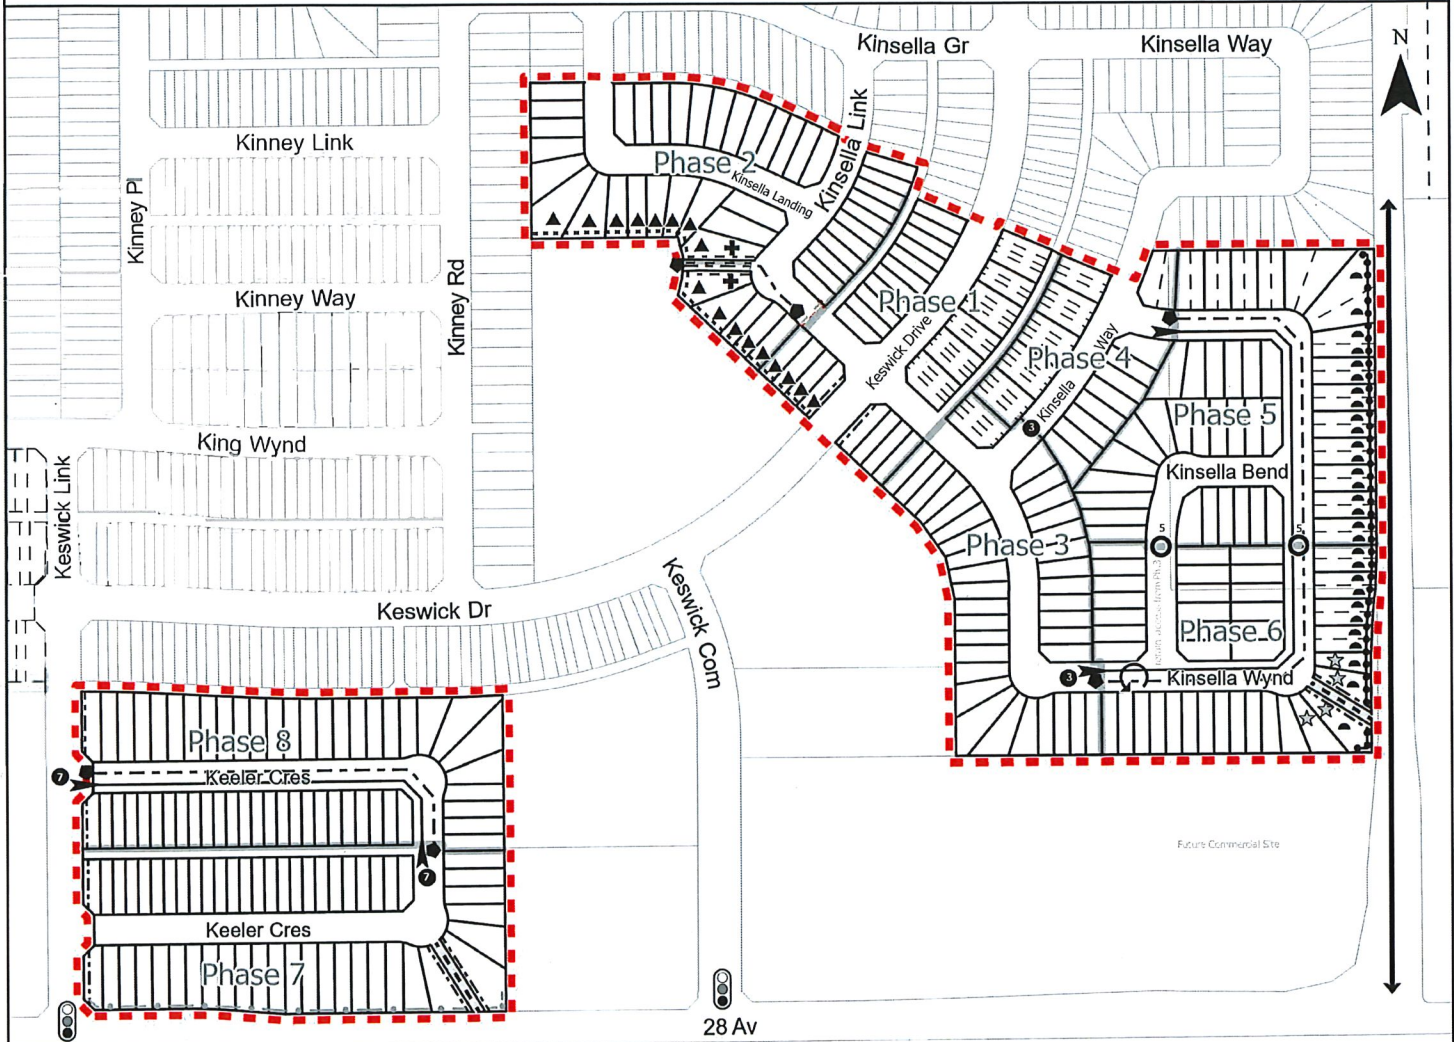 Kinsella Gr
Kinsella Way
N
Kinney Link
Kinsella Link
Phase 2
Kinsella Landing
Kinney Pl
Kinney Way
Kinney Rd
Phase 1
Keswick Drive
Phase 4
Kinsella Way
3
Phase 5
King Wynd
Keswick Link
Kinsella Bend
5
5
Phase 3
Keswick Dr
Keswick Com
Phase 6
3
Kinsella Wynd
Phase 8
7
Keeler Cres
7
Future Commercial Site
Keeler Cres
Phase 7
28 Av